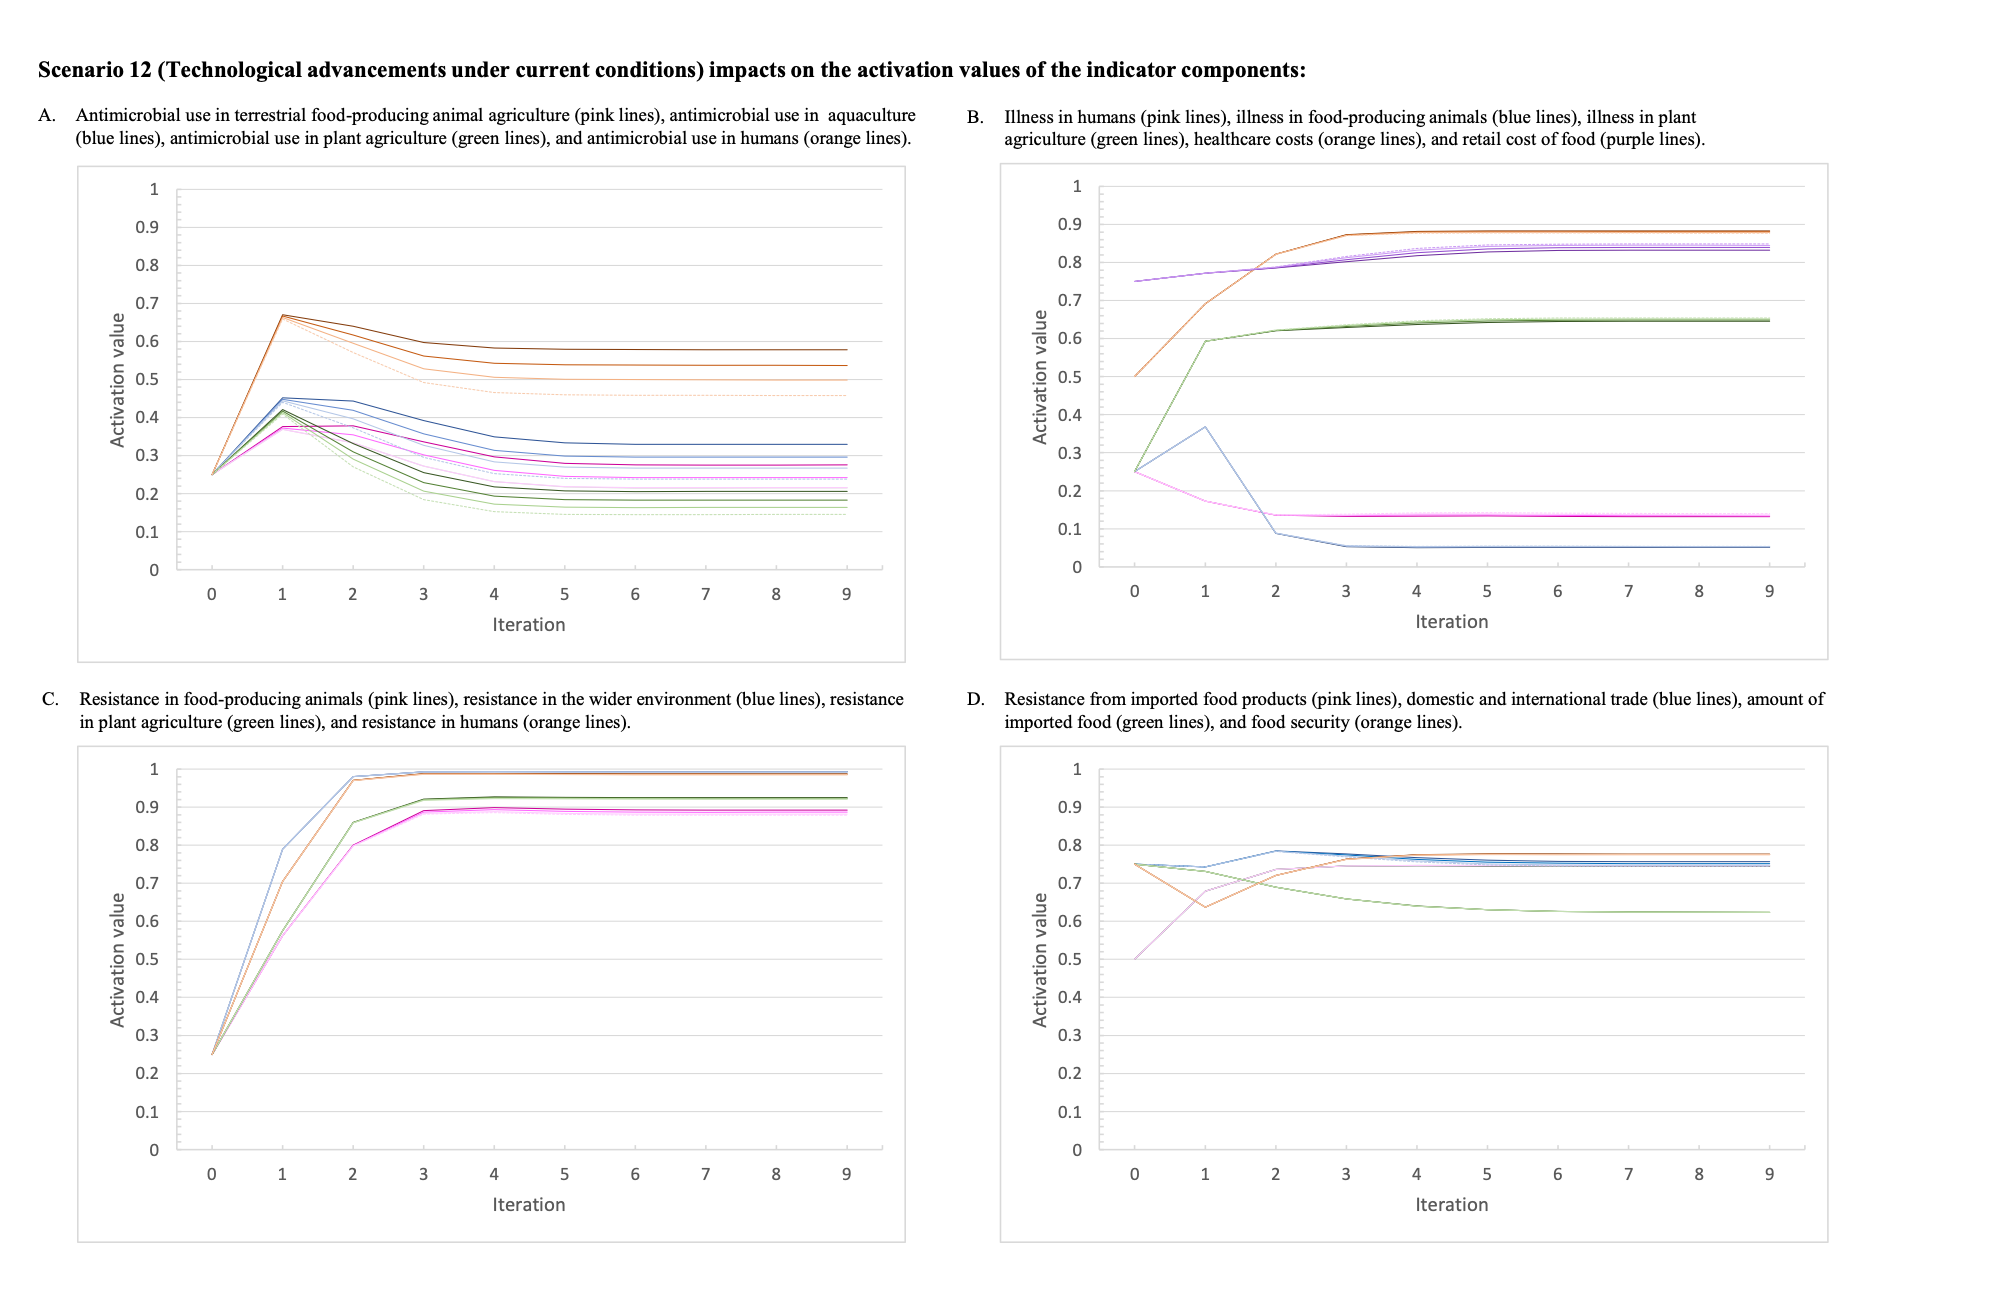 Scenario 12 (Technological advancements under current conditions) impacts on the activation values of the indicator components:
A. Antimicrobial use in terrestrial food-producing animal agriculture (pink lines), antimicrobial use in aquaculture
(blue lines), antimicrobial use in plant agriculture (green lines), and antimicrobial use in humans (orange lines).
1
0.9
0.8
0.7
0.6
0.5
0.4
0.3
0.2
0.1
0
Activation value
0 1 2 3 4 5 6 7 8 9
Iteration
B. Illness in humans (pink lines), illness in food-producing animals (blue lines), illness in plant
agriculture (green lines), healthcare costs (orange lines), and retail cost of food (purple lines).
1
0.9
0.8
0.7
0.6
0.5
0.4
0.3
0.2
0.1
0
Activation value
0 1 2 3 4 5 6 7 8 9
Iteration
C. Resistance in food-producing animals (pink lines), resistance in the wider environment (blue lines), resistance
in plant agriculture (green lines), and resistance in humans (orange lines).
1
0.9
0.8
0.7
0.6
0.5
0.4
0.3
0.2
0.1
0
Activation value
0 1 2 3 4 5 6 7 8 9
Iteration
D. Resistance from imported food products (pink lines), domestic and international trade (blue lines), amount of
imported food (green lines), and food security (orange lines).
1
0.9
0.8
0.7
0.6
0.5
0.4
0.3
0.2
0.1
0
Activation value
0 1 2 3 4 5 6 7 8 9
Iteration